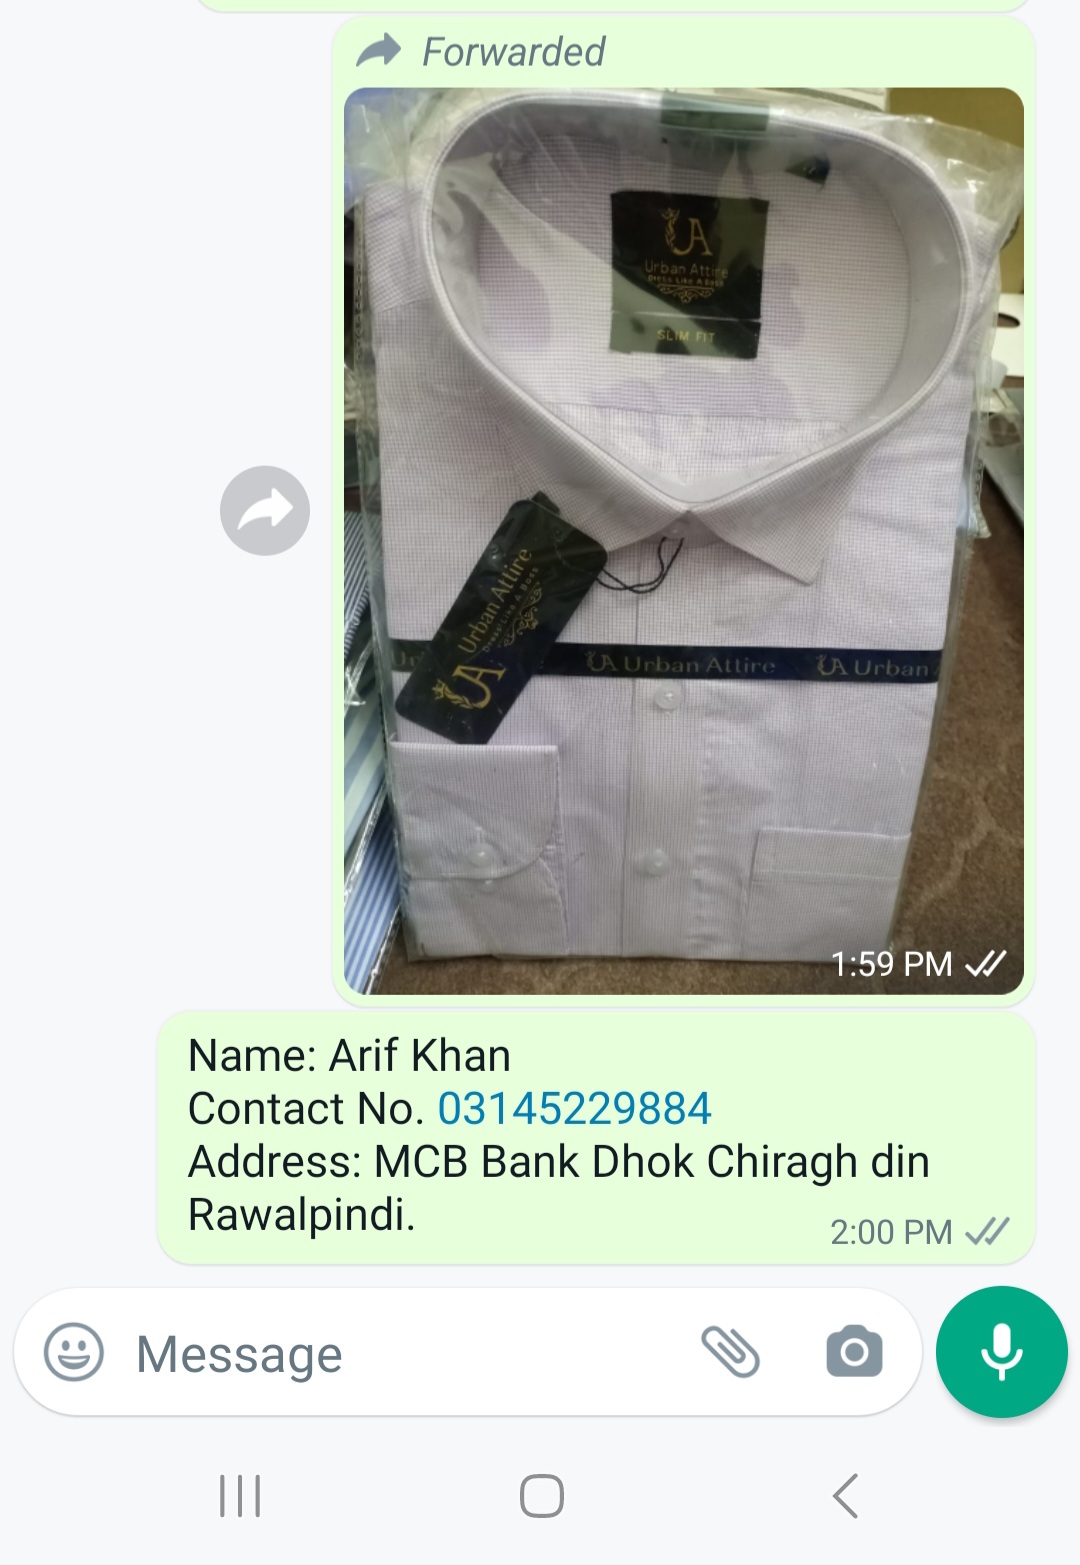 Forwarded
UA
Urban Attire
Dress Like A Boss
SLIM FIT
Urban Attire
Dress Like A Boss
UA
UA Urban Attire UA Urban
1:59 PM
Name: Arif Khan
Contact No. 03145229884
Address: MCB Bank Dhok Chiragh din
Rawalpindi.
2:00 PM
Message